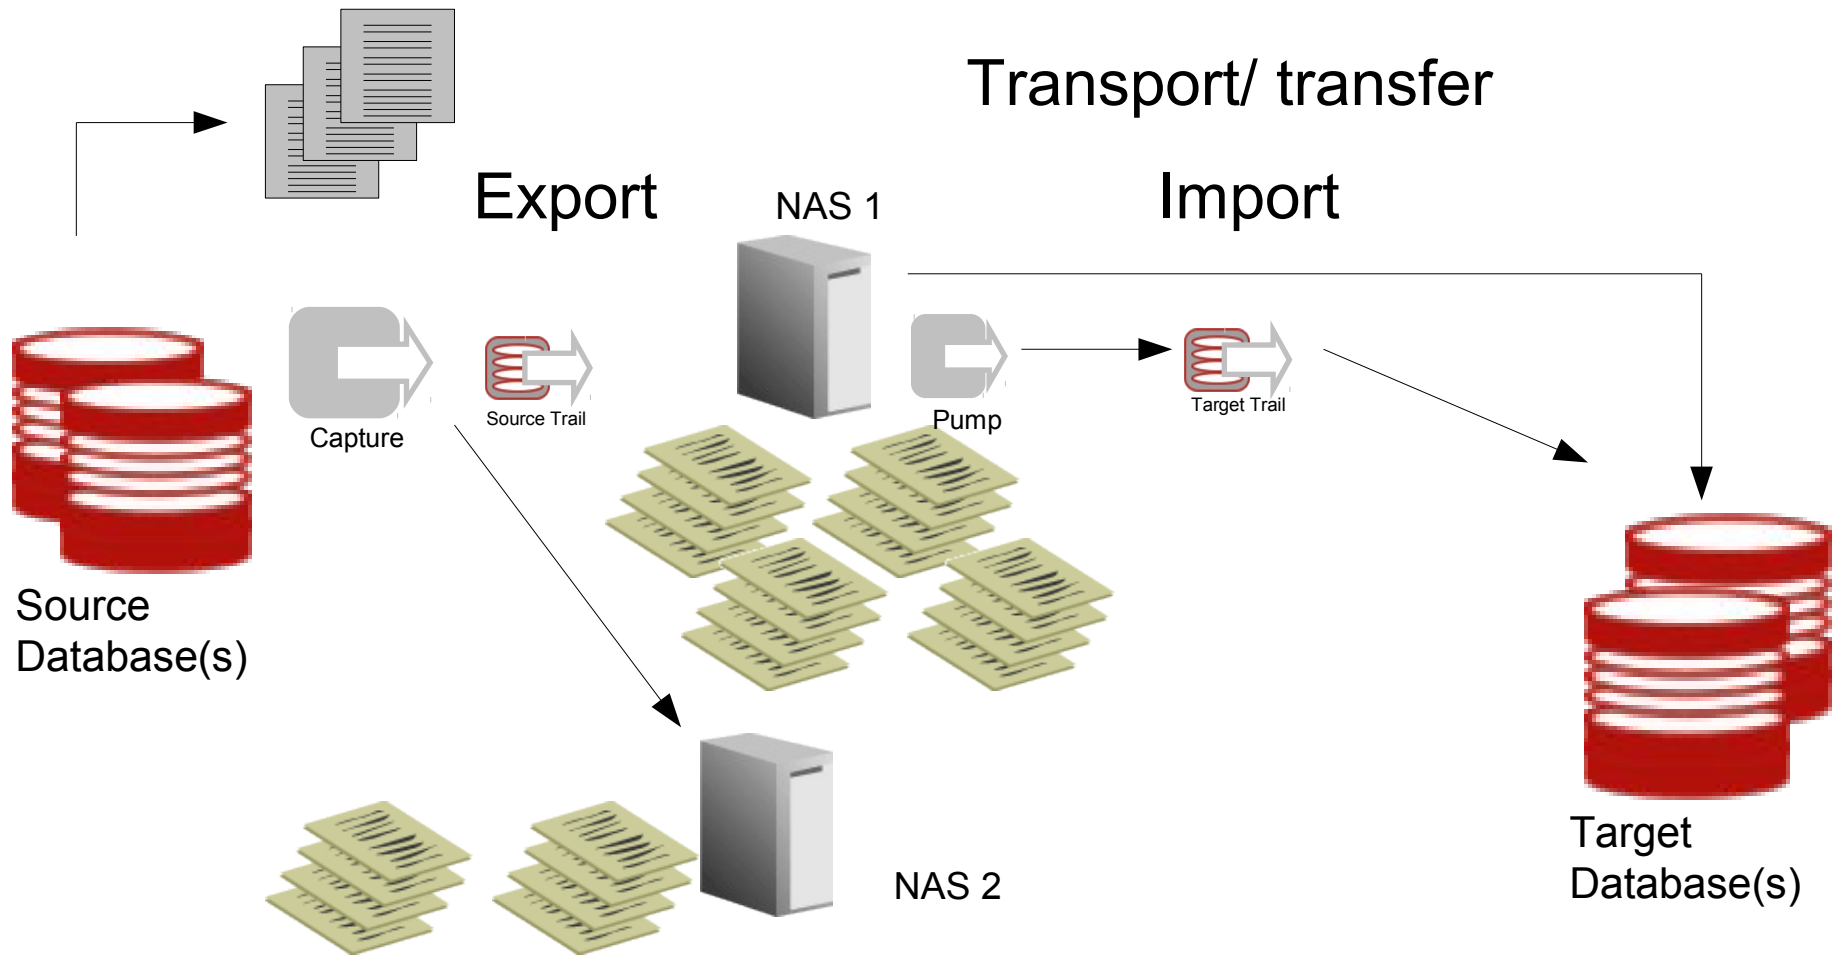 Transport/ transfer
Export
NAS 1
Import
Capture
Source Trail
Pump
Target Trail
Source
Database(s)
Target
Database(s)
NAS 2